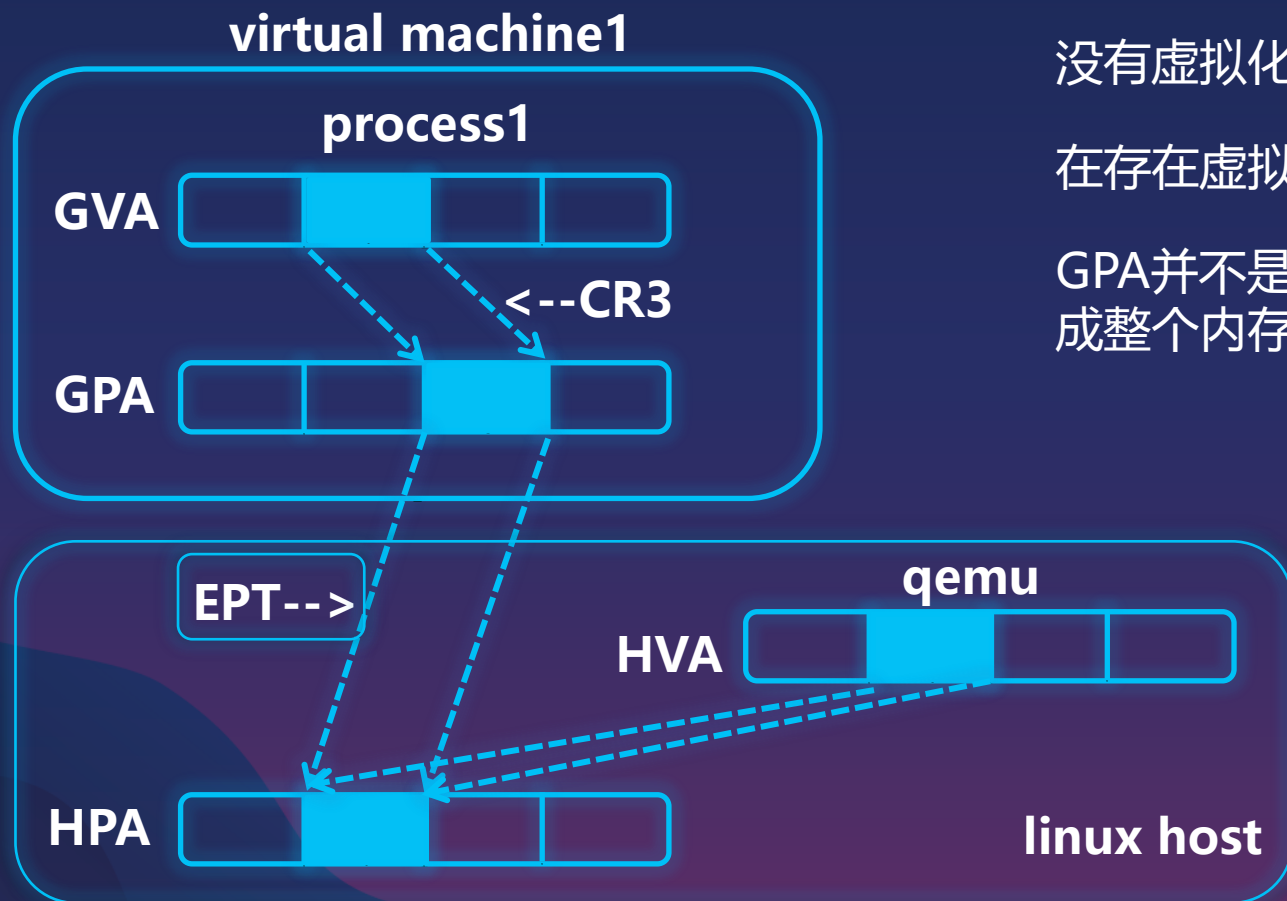 virtual machine1
process1
GVA
<--CR3
GPA
EPT-->
qemu
HVA
HPA
linux host
没有虚拟化
在存在虚拟
GPA并不是
成整个内存